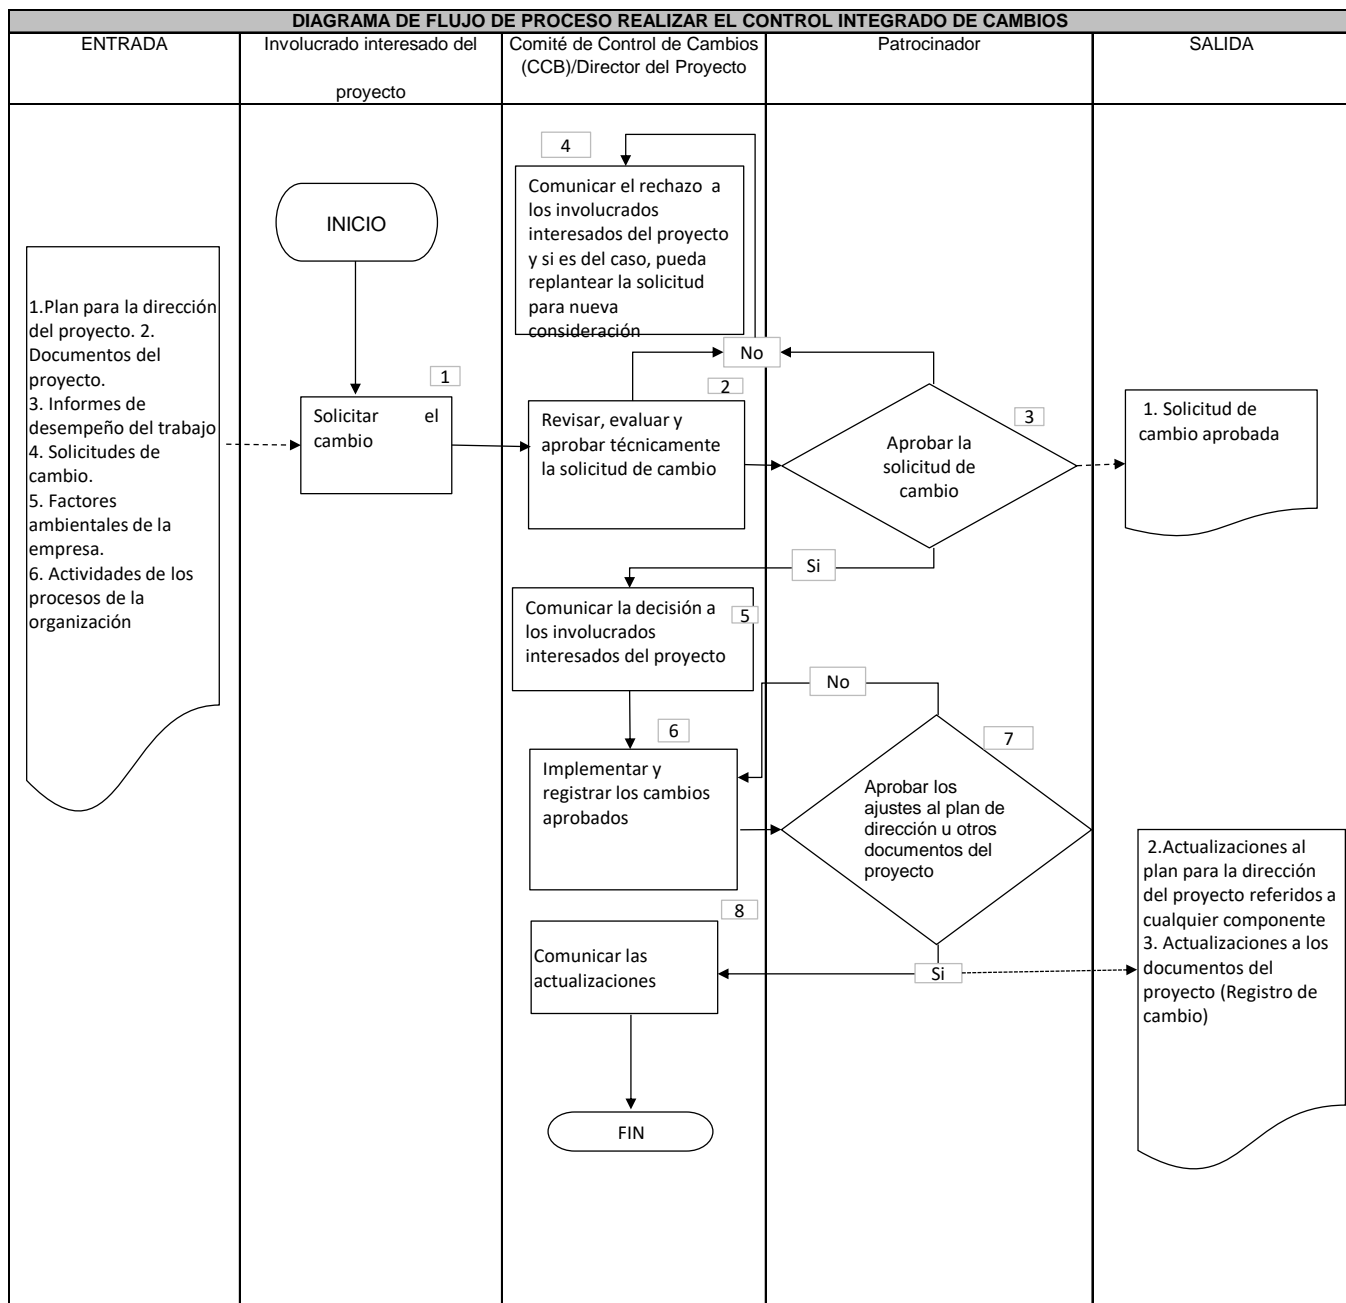 DIAGRAMA DE FLUJO DE PROCESO REALIZAR EL CONTROL INTEGRADO DE CAMBIOS
ENTRADA
Involucrado interesado del
proyecto
Comité de Control de Cambios
(CCB)/Director del Proyecto
Patrocinador
SALIDA
4
Comunicar el rechazo a
los involucrados
interesados del proyecto
y si es del caso, pueda
replantear la solicitud
para nueva
consideración
INICIO
1.Plan para la dirección
del proyecto. 2.
Documentos del
proyecto.
3. Informes de
desempeño del trabajo
4. Solicitudes de
cambio.
5. Factores
ambientales de la
empresa.
6. Actividades de los
procesos de la
organización
1
Solicitar el
cambio
No
2
Revisar, evaluar y
aprobar técnicamente
la solicitud de cambio
3
Aprobar la
solicitud de
cambio
1. Solicitud de
cambio aprobada
Si
Comunicar la decisión a
los involucrados
interesados del proyecto
5
No
6
Implementar y
registrar los cambios
aprobados
7
Aprobar los
ajustes al plan de
dirección u otros
documentos del
proyecto
2.Actualizaciones al
plan para la dirección
del proyecto referidos a
cualquier componente
3. Actualizaciones a los
documentos del
proyecto (Registro de
cambio)
8
Comunicar las
actualizaciones
Si
FIN